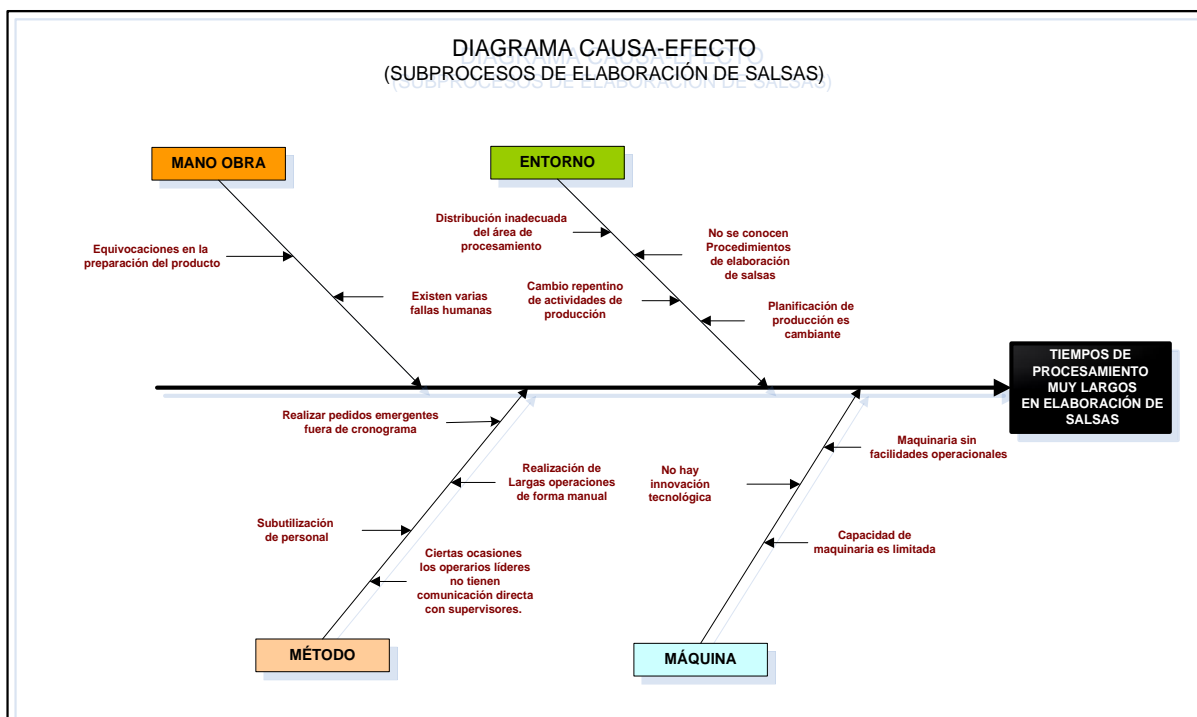 DIAGRAMA CAUSA-EFECTO
(SUBPROCESOS DE ELABORACIÓN DE SALSAS)
MANO OBRA
ENTORNO
Equivocaciones en la
preparación del producto
Existen varias
fallas humanas
Distribución inadecuada
del área de
procesamiento
No se conocen
Procedimientos
de elaboración
de salsas
Cambio repentino
de actividades de
producción
Planificación de
producción es
cambiante
TIEMPOS DE
PROCESAMIENTO
MUY LARGOS
EN ELABORACIÓN DE
SALSAS
Realizar pedidos emergentes
fuera de cronograma
Realización de
Largas operaciones
de forma manual
Subutilización
de personal
Ciertas ocasiones
los operarios líderes
no tienen
comunicación directa
con supervisores.
Maquinaria sin
facilidades operacionales
No hay
innovación
tecnológica
Capacidad de
maquinaria es limitada
MÉTODO
MÁQUINA